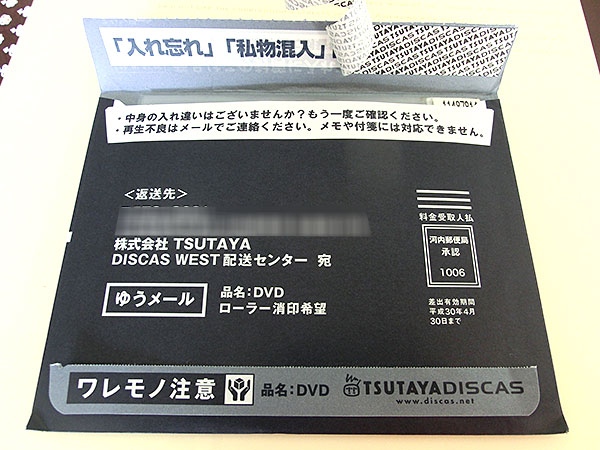 「入れ忘れ」「私物混入」
TSUTAYA DISCAS
・中身の入れ違いはございませんか？もう一度ご確認ください。
・再生不良はメールでご連絡ください。メモや付箋には対応できません。
＜返送先＞
株式会社 TSUTAYA
DISCAS WEST 配送センター 宛
ゆうメール
品名：DVD
ローラー消印希望
料金受取人払
河内郵便局
承認
1006
差出有効期間
平成30年4月
30日まで
ワレモノ注意
品名：DVD
TSUTAYA DISCAS
www.discas.net